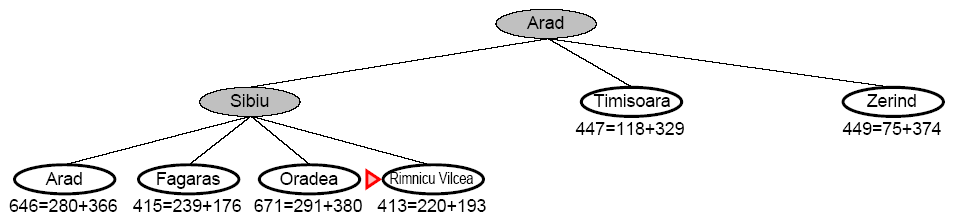 Arad
Sibiu Timisoara Zerind
447=118+329 449=75+374
Arad Fagaras Oradea Rimnicu Vilcea
646=280+366 415=239+176 671=291+380 413=220+193